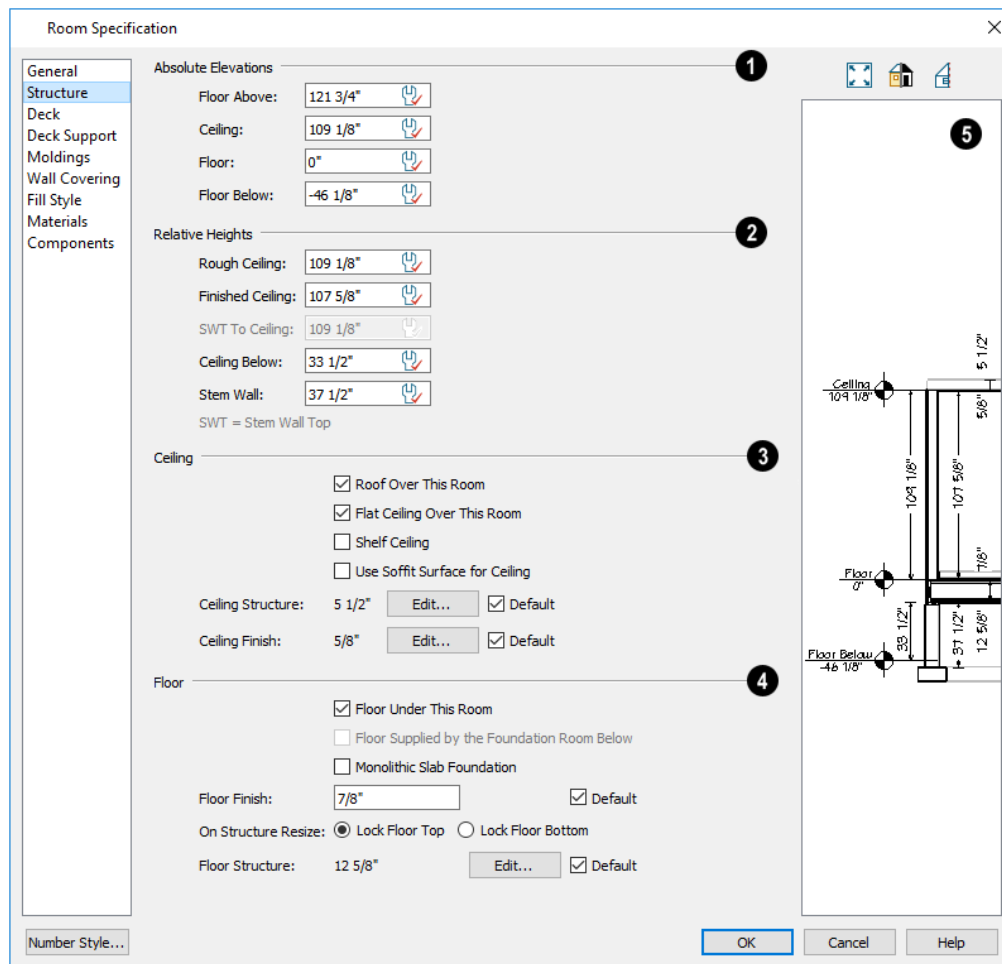 Room Specification
General
Structure
Deck
Deck Support
Moldings
Wall Covering
Fill Style
Materials
Components
Absolute Elevations 1
Floor Above: 121 3/4"
Ceiling: 109 1/8"
Floor: 0"
Floor Below: -46 1/8"
Relative Heights 2
Rough Ceiling: 109 1/8"
Finished Ceiling: 107 5/8"
SWT To Ceiling: 109 1/8"
Ceiling Below: 33 1/2"
Stem Wall: 37 1/2"
SWT = Stem Wall Top
Ceiling 3
Roof Over This Room
Flat Ceiling Over This Room
Shelf Ceiling
Use Soffit Surface for Ceiling
Ceiling Structure: 5 1/2" Edit... Default
Ceiling Finish: 5/8" Edit... Default
Floor 4
Floor Under This Room
Floor Supplied by the Foundation Room Below
Monolithic Slab Foundation
Floor Finish: 7/8" Default
On Structure Resize: Lock Floor Top Lock Floor Bottom
Floor Structure: 12 5/8" Edit... Default
5
5 1/2"
Ceiling
109 1/8"
5/8"
109 1/8"
107 5/8"
7/8"
Floor
0"
33 1/2"
37 1/2"
12 5/8"
Floor Below
-46 1/8"
Number Style... OK Cancel Help